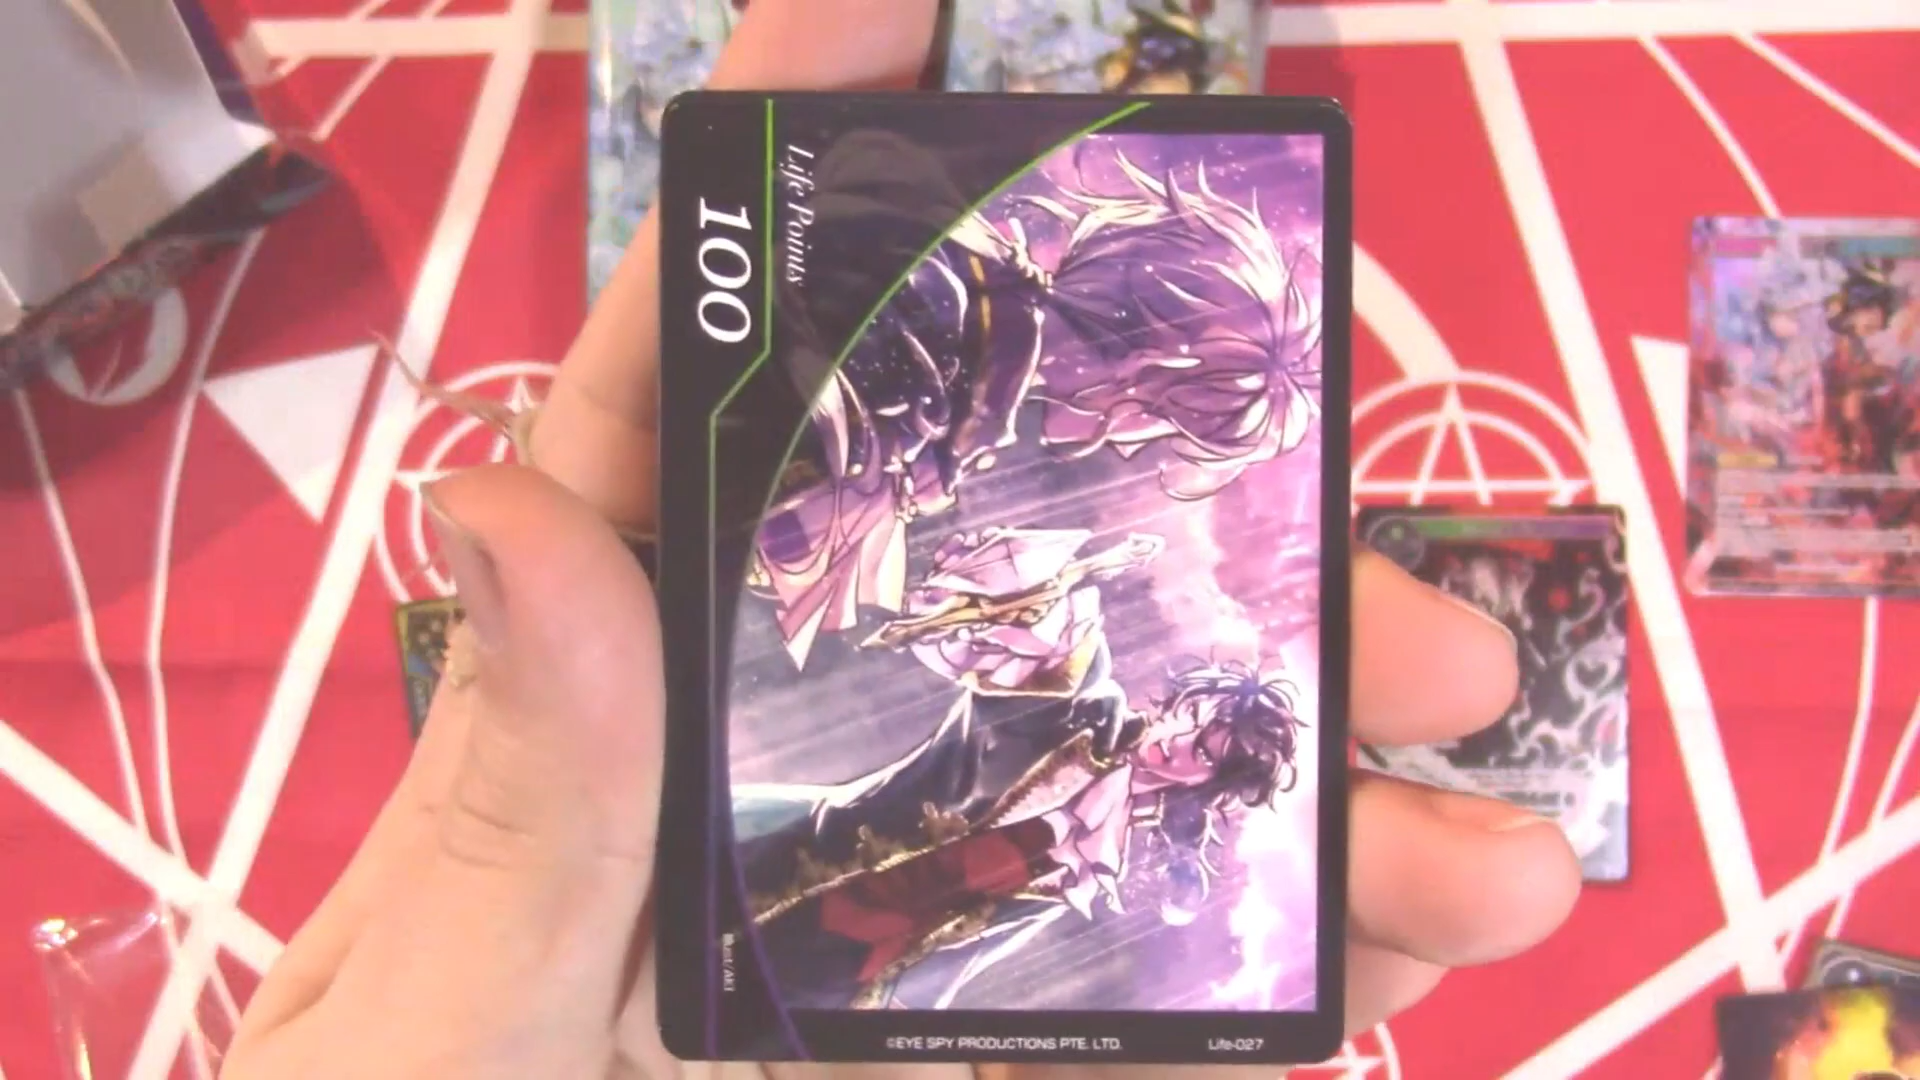 Life Points
100
Illust/AKI
©EYE SPY PRODUCTIONS PTE. LTD.
Life-027